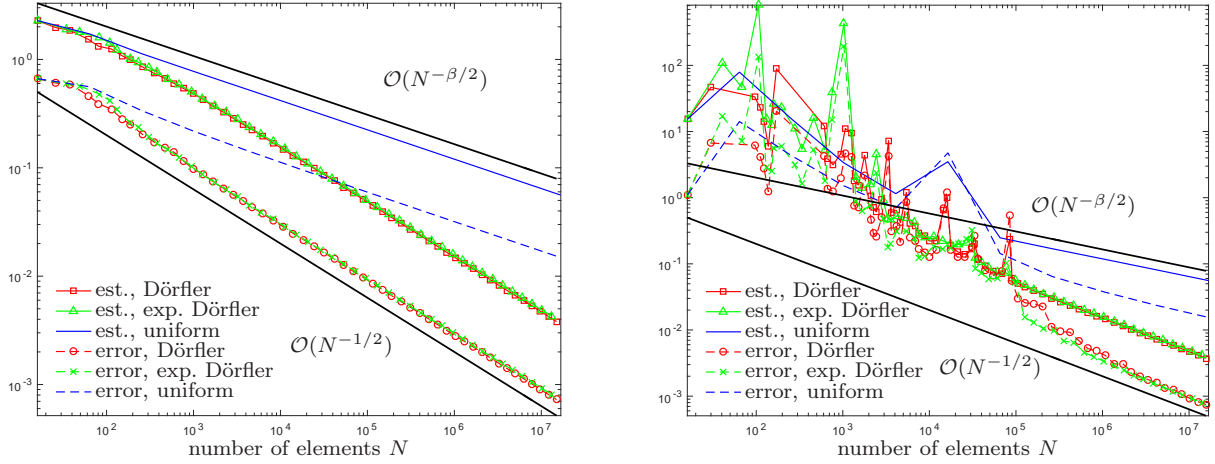 10^0
10^-1
10^-2
10^-3
O(N^{-β/2})
O(N^{-1/2})
est., Dörfler
est., exp. Dörfler
est., uniform
error, Dörfler
error, exp. Dörfler
error, uniform
10^2 10^3 10^4 10^5 10^6 10^7
number of elements N
10^2
10^1
10^0
10^-1
10^-2
10^-3
O(N^{-β/2})
O(N^{-1/2})
est., Dörfler
est., exp. Dörfler
est., uniform
error, Dörfler
error, exp. Dörfler
error, uniform
10^2 10^3 10^4 10^5 10^6 10^7
number of elements N